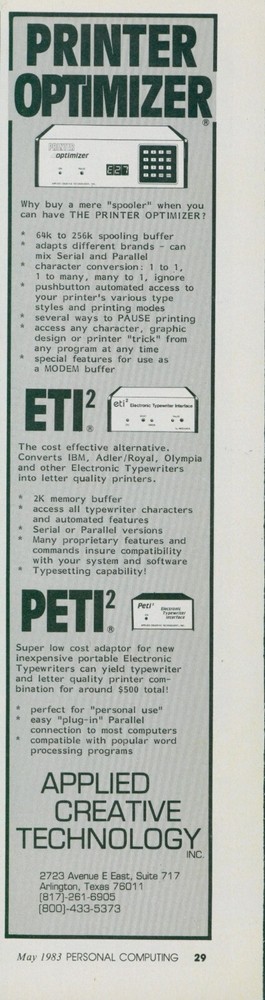 PRINTER
OPTIMIZER®
PRINTER
optimizer
Why buy a mere "spooler" when you
can have THE PRINTER OPTIMIZER?
* 64k to 256k spooling buffer
* adapts different brands - can
mix Serial and Parallel
* character conversion: 1 to 1,
1 to many, many to 1, ignore
* pushbutton automated access to
your printer's various type
styles and printing modes
* several ways to PAUSE printing
* access any character, graphic
design or printer "trick" from
any program at any time
* special features for use as
a MODEM buffer
ETI²®
eti² Electronic Typewriter Interface
The cost effective alternative.
Converts IBM, Adler/Royal, Olympia
and other Electronic Typewriters
into letter quality printers.
* 2K memory buffer
* access all typewriter characters
and automated features
* Serial or Parallel versions
* Many proprietary features and
commands insure compatibility
with your system and software
* Typesetting capability!
PETI²®
Peti² Electronic
Typewriter
Interface
Super low cost adaptor for new
inexpensive portable Electronic
Typewriters can yield typewriter
and letter quality printer com-
bination for around $500 total!
* perfect for "personal use"
* easy "plug-in" Parallel
connection to most computers
* compatible with popular word
processing programs
APPLIED
CREATIVE
TECHNOLOGY
INC.
2723 Avenue E East, Suite 717
Arlington, Texas 76011
(817)-261-6905
(800)-433-5373
May 1983 PERSONAL COMPUTING 29